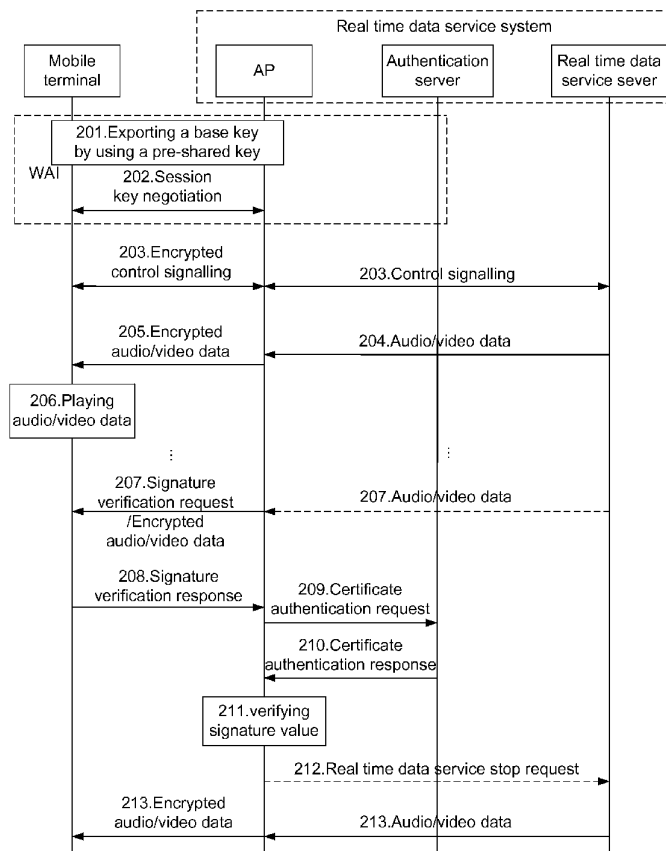 Real time data service system
Mobile
terminal
AP
Authentication
server
Real time data
service sever
201.Exporting a base key
by using a pre-shared key
WAI
202.Session
key negotiation
203.Encrypted
control signalling
203.Control signalling
205.Encrypted
audio/video data
204.Audio/video data
206.Playing
audio/video data
...
...
207.Signature
verification request
/Encrypted
audio/video data
207.Audio/video data
208.Signature
verification response
209.Certificate
authentication request
210.Certificate
authentication response
211.verifying
signature value
212.Real time data service stop request
213.Encrypted
audio/video data
213.Audio/video data